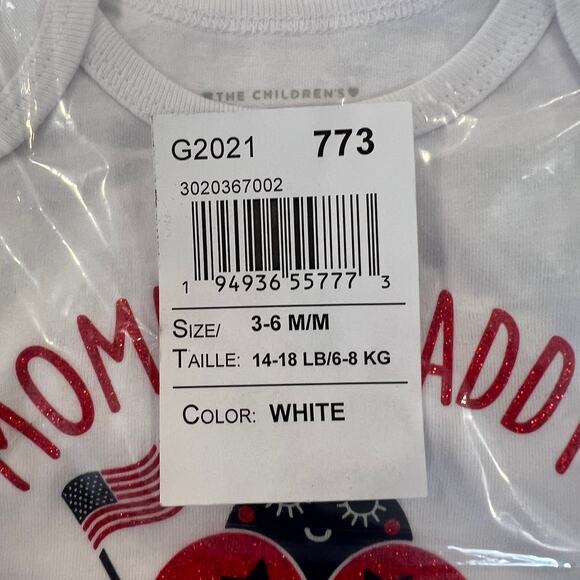 ♥THE CHILDREN'S♥
G2021 773
3020367002
1 94936 55777 3
SIZE/ 3-6 M/M
TAILLE: 14-18 LB/6-8 KG
COLOR: WHITE